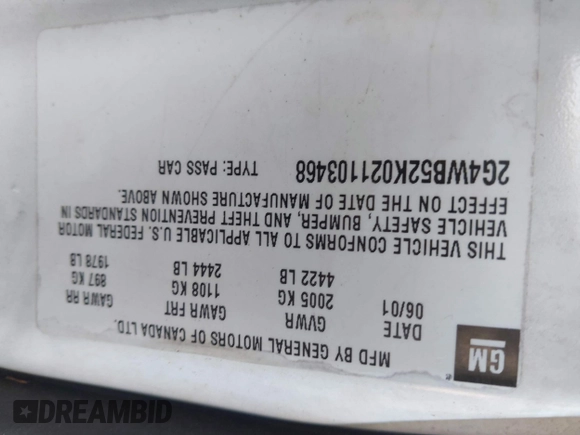 GM ®
MFD BY GENERAL MOTORS OF CANADA LTD.
DATE GVWR GAWR FRT GAWR RR
06/01 2005 KG 1108 KG 897 KG
4422 LB 2444 LB 1978 LB
THIS VEHICLE CONFORMS TO ALL APPLICABLE U.S. FEDERAL MOTOR
VEHICLE SAFETY, BUMPER, AND THEFT PREVENTION STANDARDS IN
EFFECT ON THE DATE OF MANUFACTURE SHOWN ABOVE.
2G4WB52K021103468 TYPE: PASS CAR
DREAMBID